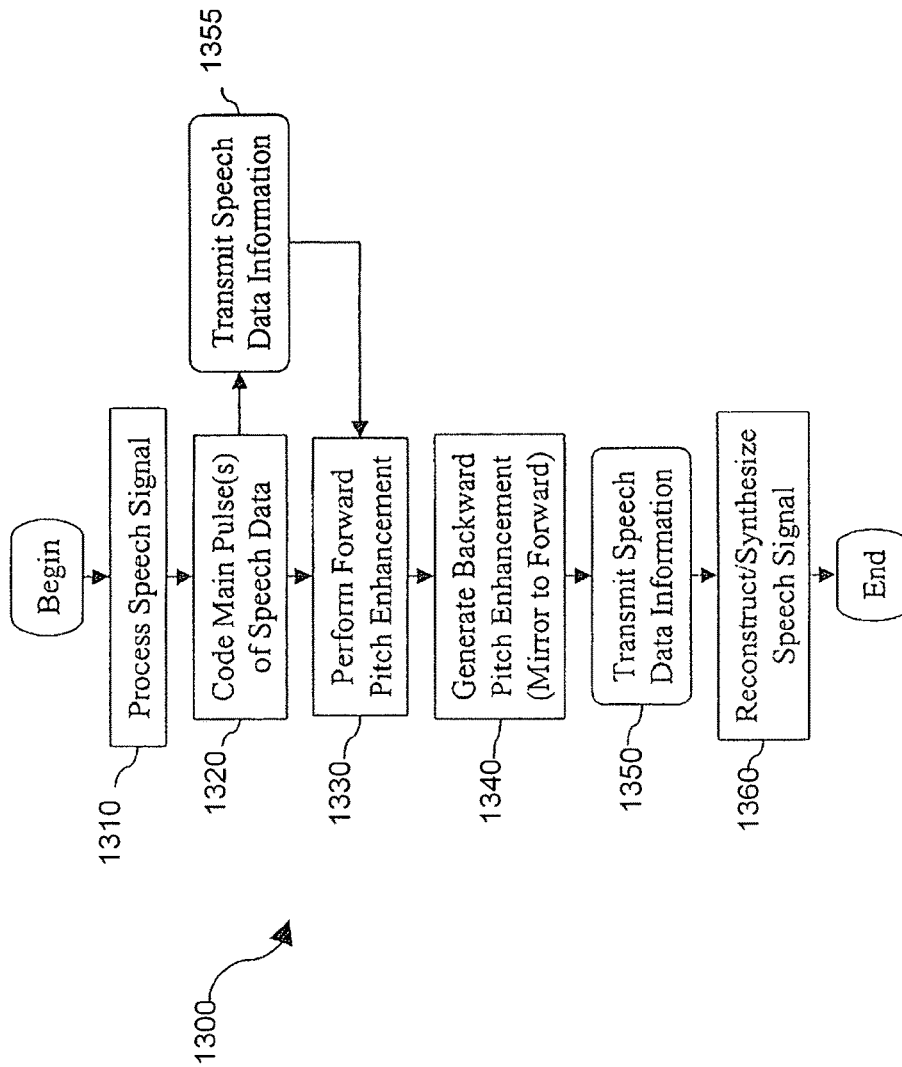 Begin
1310
Process Speech Signal
1320
Code Main Pulse(s)
of Speech Data
Transmit Speech
Data Information
1355
1330
Perform Forward
Pitch Enhancement
1340
Generate Backward
Pitch Enhancement
(Mirror to Forward)
1350
Transmit Speech
Data Information
1360
Reconstruct/Synthesize
Speech Signal
End
1300